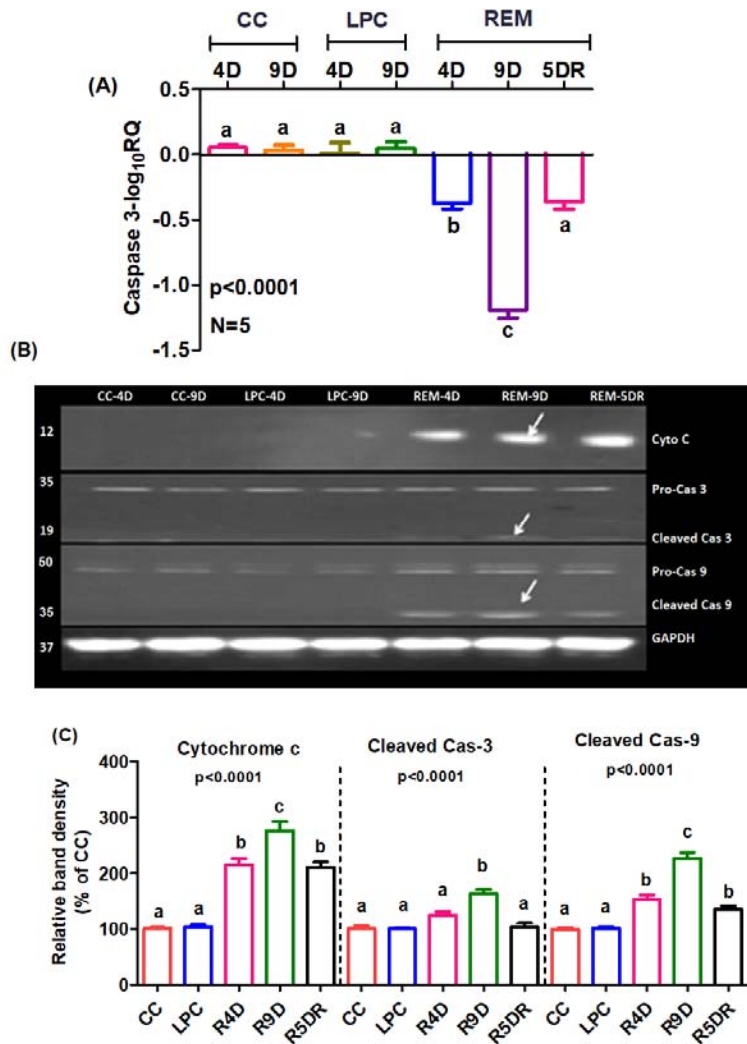 CC LPC REM
4D 9D 4D 9D 4D 9D 5DR
(A)
Caspase 3-log10RQ
0.5
0.0
-0.5
-1.0
-1.5
a a a a
b c a
p<0.0001
N=5
(B)
CC-4D CC-9D LPC-4D LPC-9D REM-4D REM-9D REM-5DR
12 Cyto C
35 Pro-Cas 3
19 Cleaved Cas 3
50 Pro-Cas 9
35 Cleaved Cas 9
37 GAPDH
(C)
Cytochrome c Cleaved Cas-3 Cleaved Cas-9
p<0.0001 p<0.0001 p<0.0001
Relative band density
(% of CC)
400
300
200
100
0
a a b c b a a a b a a a b c b
CC LPC R4D R9D R5DR CC LPC R4D R9D R5DR CC LPC R4D R9D R5DR